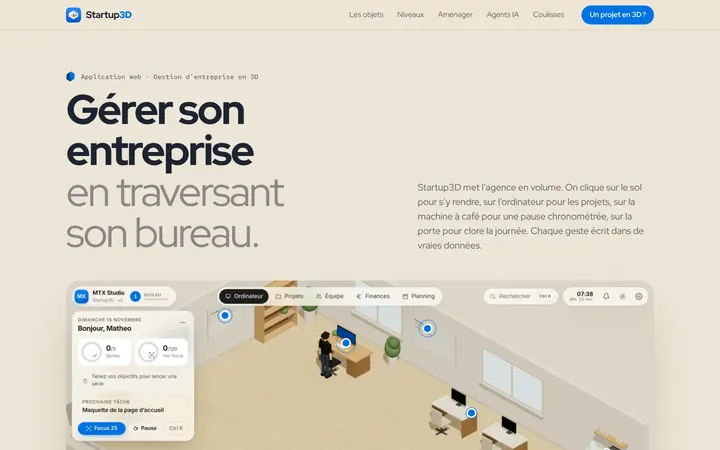 Startup3D
Les objets
Niveaux
Aménager
Agents IA
Coulisses
Un projet en 3D?
Application web · Gestion d'entreprise en 3D
Gérer son
entreprise
en traversant
son bureau.
Startup3D met l'agence en volume. On clique sur le sol
pour s'y rendre, sur l'ordinateur pour les projets, sur la
machine à café pour une pause chronométrée, sur la
porte pour clore la journée. Chaque geste écrit dans de
vraies données.
MX
MTX Studio
Startup3D · v2
1
NIVEAU
Ordinateur
Projets
Équipe
Finances
Planning
Rechercher
Ctrl K
07:38
DIMANCHE 15 NOVEMBRE
Bonjour, Matheo
0/3
tâches
0/120
min focus
Tenez vos objectifs pour lancer une
série
PROCHAINE TÂCHE
Maquette de la page d'accueil
Focus 25
Pause
Ctrl K